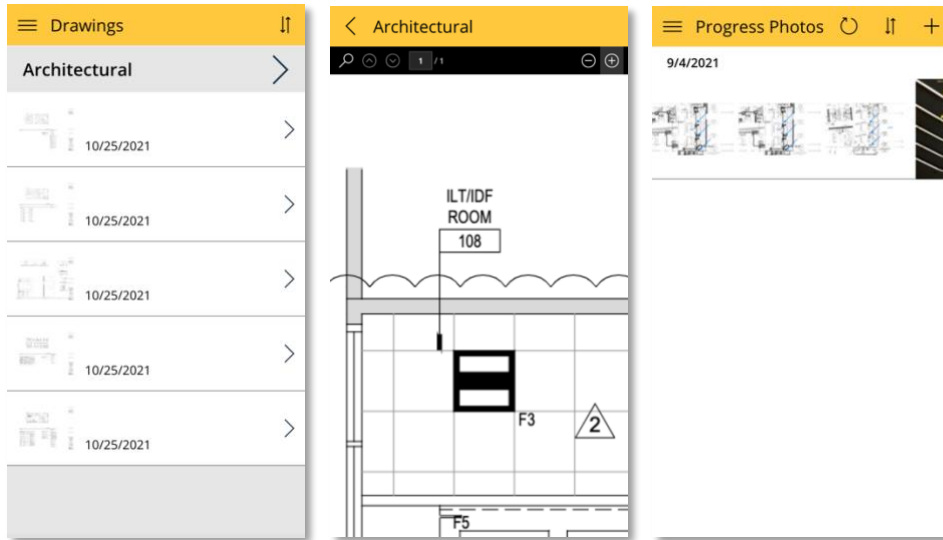 Drawings
Architectural
10/25/2021
10/25/2021
10/25/2021
10/25/2021
10/25/2021
Architectural
1 /1
ILT/IDF
ROOM
108
F3
2
F5
Progress Photos
9/4/2021